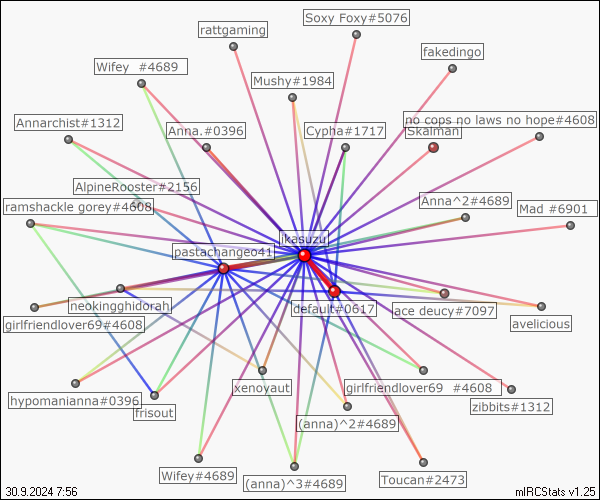 Soxy Foxy#5076
rattgaming
fakedingo
Wifey #4689
Mushy#1984
no cops no laws no hope#4608
Annarchist#1312
Anna.#0396
Cypha#1717
Skalman
AlpineRooster#2156
ramshackle gorey#4608
Anna^2#4689
Mad #6901
jkasuzu
pastachange041
neokingghidorah
default#0617
ace deucy#7097
avelicious
girlfriendlover69#4608
xenoyaut
girlfriendlover69 #4608
hypomanianna#0396
frisout
zibbits#1312
(anna)^2#4689
Wifey#4689
(anna)^3#4689
Toucan#2473
30.9.2024 7:56
mIRCStats v1.25